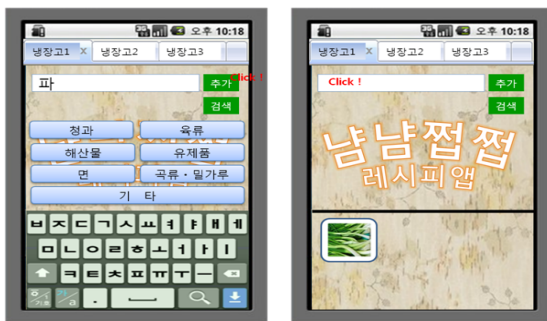 오후 10:18
냉장고1 x 냉장고2 냉장고3
파 추가 Click !
검색
청과 육류
해산물 유제품
면 곡류・밀가루
기 타
ㅂ ㅈ ㄷ ㄱ ㅅ ㅛ ㅕ ㅑ ㅐ ㅔ
ㅁ ㄴ ㅇ ㄹ ㅎ ㅗ ㅓ ㅏ ㅣ
ㅋ ㅌ ㅊ ㅍ ㅠ ㅜ ㅡ
가/a .
오후 10:18
냉장고1 x 냉장고2 냉장고3
Click ! 추가
검색
냠냠쩝쩝
레시피앱